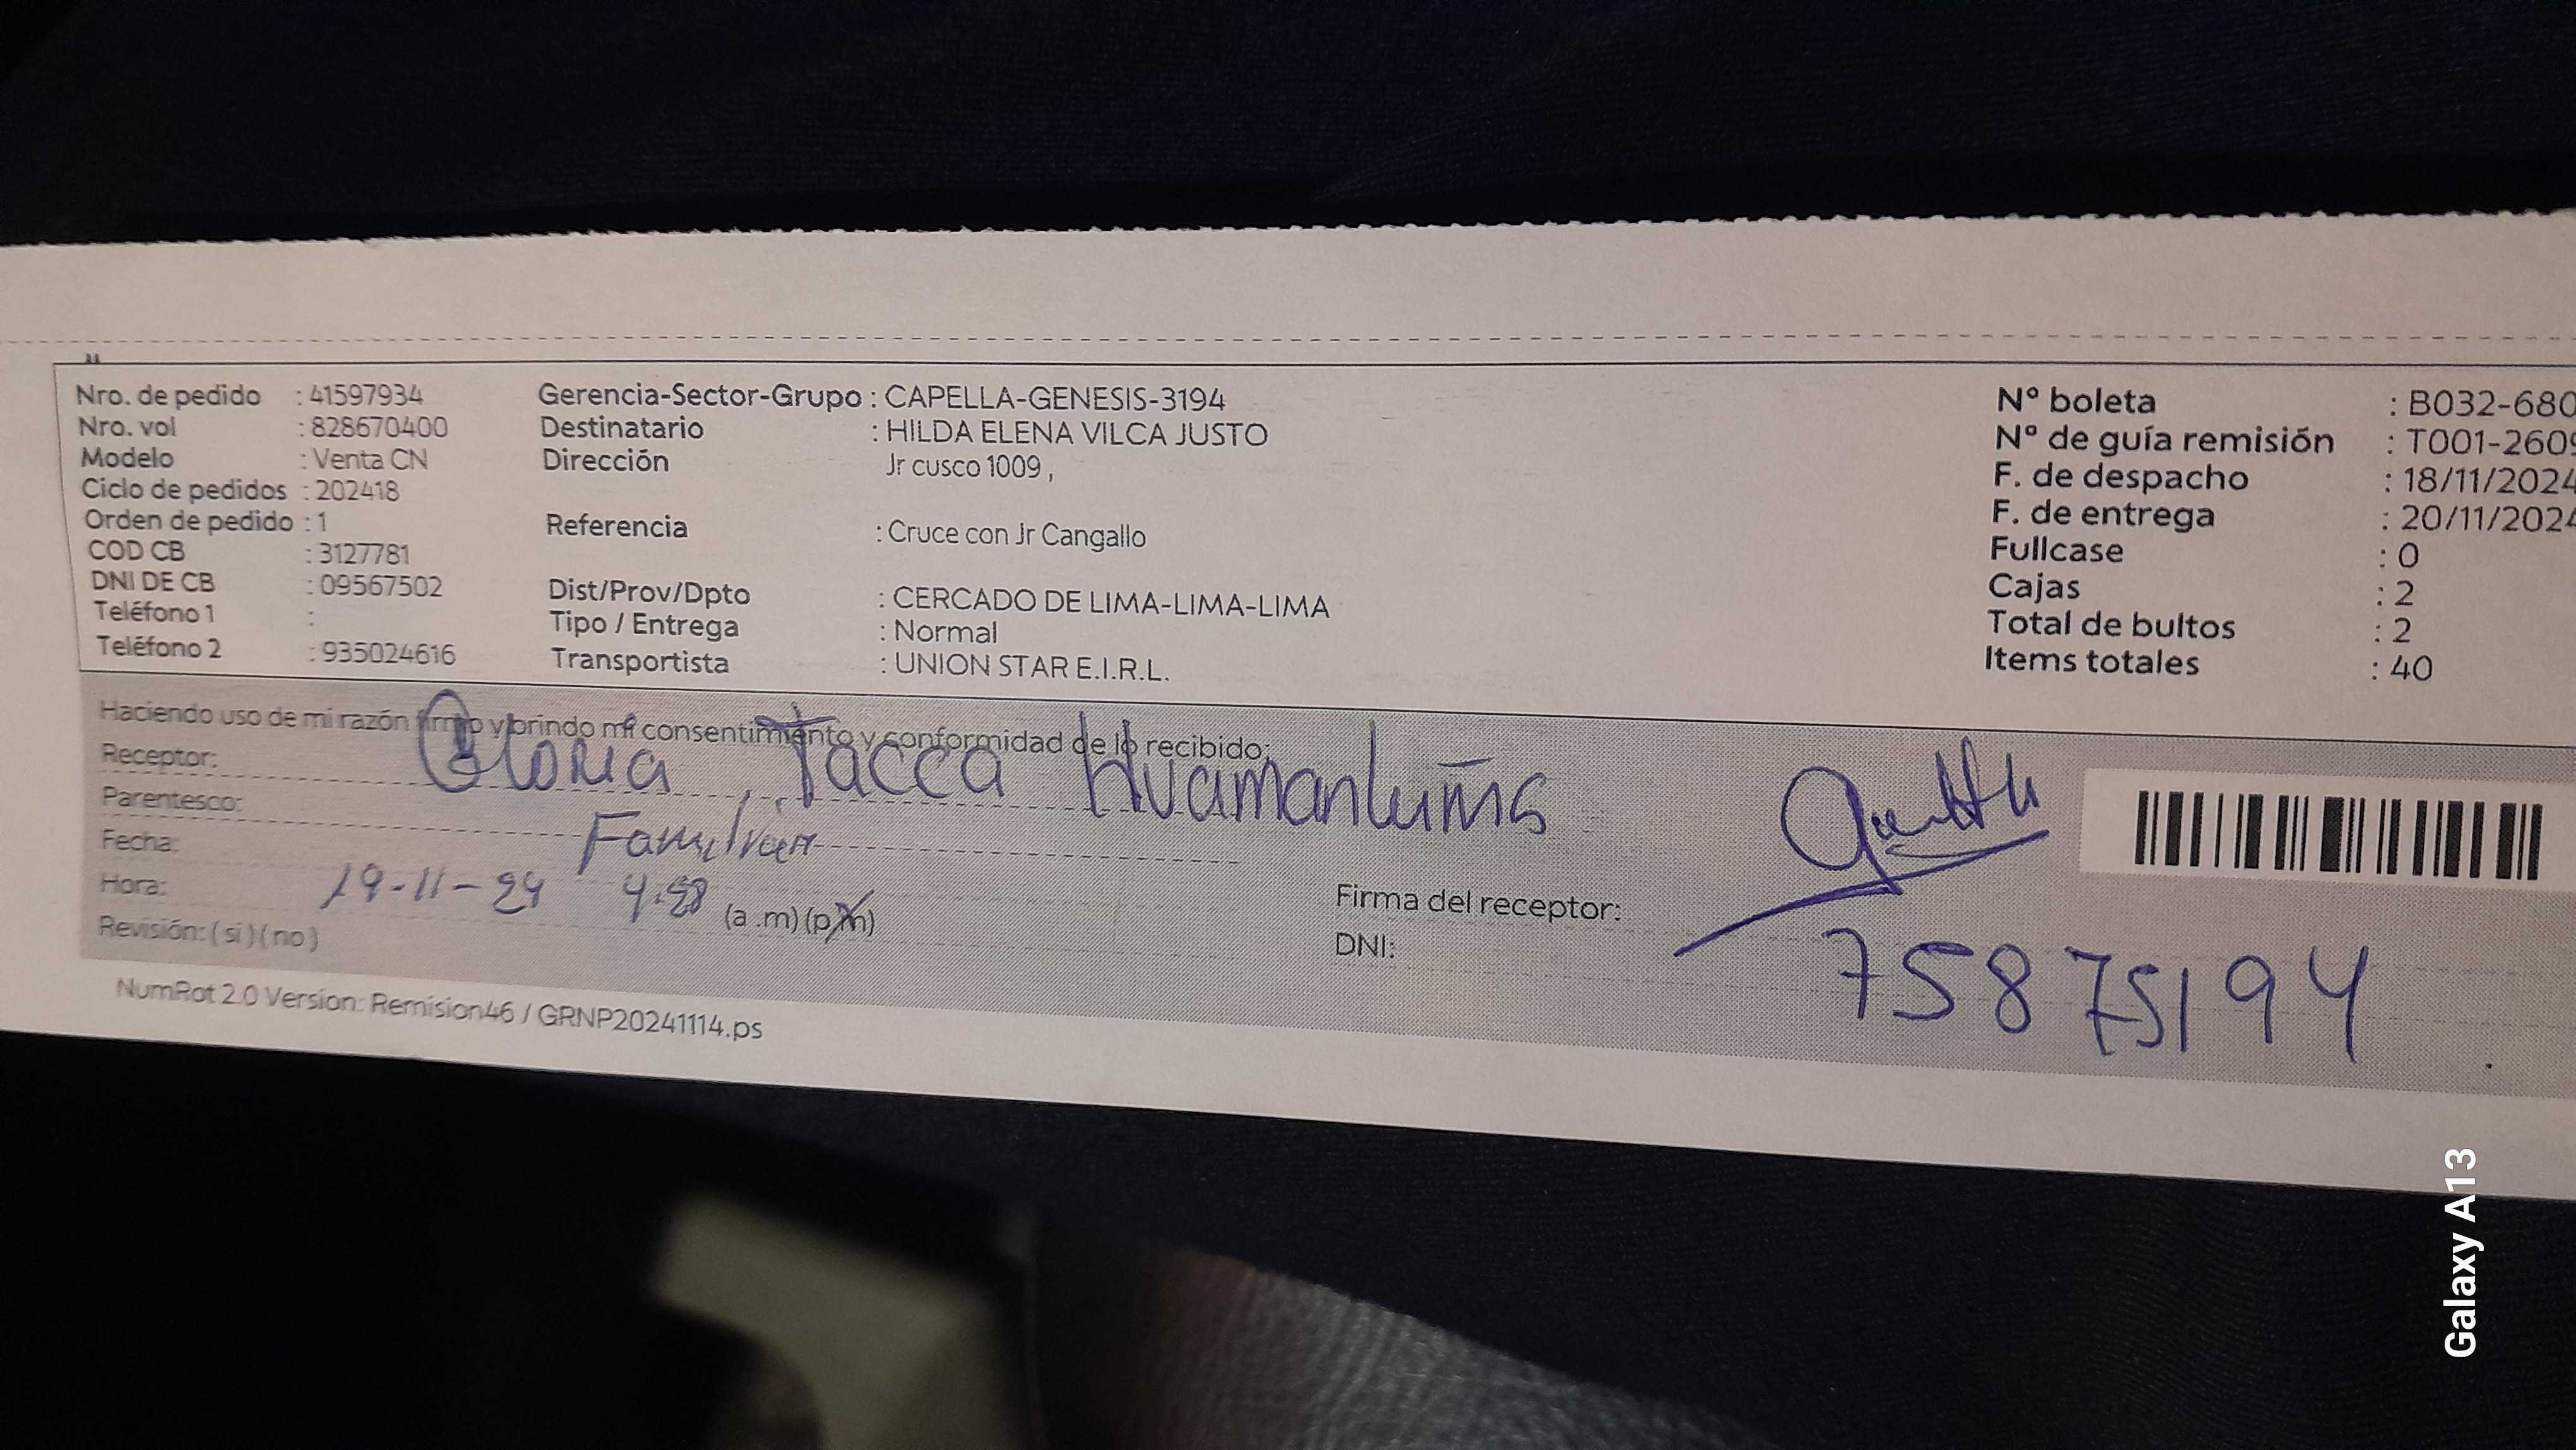 Nro. de pedido : 41597934
Nro. vol : 828670400
Modelo : Venta CN
Ciclo de pedidos : 202418
Orden de pedido : 1
COD CB : 3127781
DNI DE CB : 09567502
Teléfono 1 :
Teléfono 2 : 935024616
Gerencia-Sector-Grupo : CAPELLA-GENESIS-3194
Destinatario : HILDA ELENA VILCA JUSTO
Dirección Jr cusco 1009 ,
Referencia : Cruce con Jr Cangallo
Dist/Prov/Dpto : CERCADO DE LIMA-LIMA-LIMA
Tipo / Entrega : Normal
Transportista : UNION STAR E.I.R.L.
Nº boleta : B032-680
Nº de guía remisión : T001-2609
F. de despacho : 18/11/2024
F. de entrega : 20/11/2024
Fullcase : 0
Cajas : 2
Total de bultos : 2
Items totales : 40
Haciendo uso de mi razón firmo y brindo mi consentimiento y conformidad de lo recibido:
Receptor: Gloria Tacca
Parentesco: Familiar
Fecha: 19-11-24
Hora: (a .m) (p.m)
Revisión: ( si ) ( no )
Firma del receptor:
DNI: 75875194
NumRot 2.0 Version: Remision46 / GRNP20241114.ps
Galaxy A13